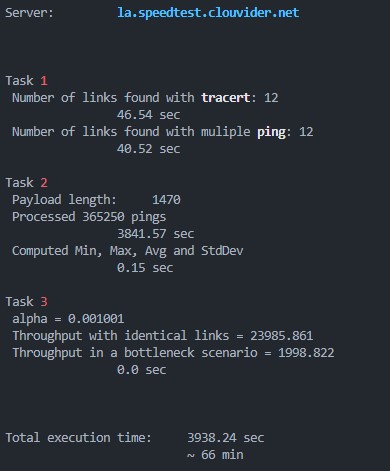 Server: la.speedtest.clouvider.net
Task 1
Number of links found with tracert: 12
46.54 sec
Number of links found with muliple ping: 12
40.52 sec
Task 2
Payload length: 1470
Processed 365250 pings
3841.57 sec
Computed Min, Max, Avg and StdDev
0.15 sec
Task 3
alpha = 0.001001
Throughput with identical links = 23985.861
Throughput in a bottleneck scenario = 1998.822
0.0 sec
Total execution time: 3938.24 sec
~ 66 min